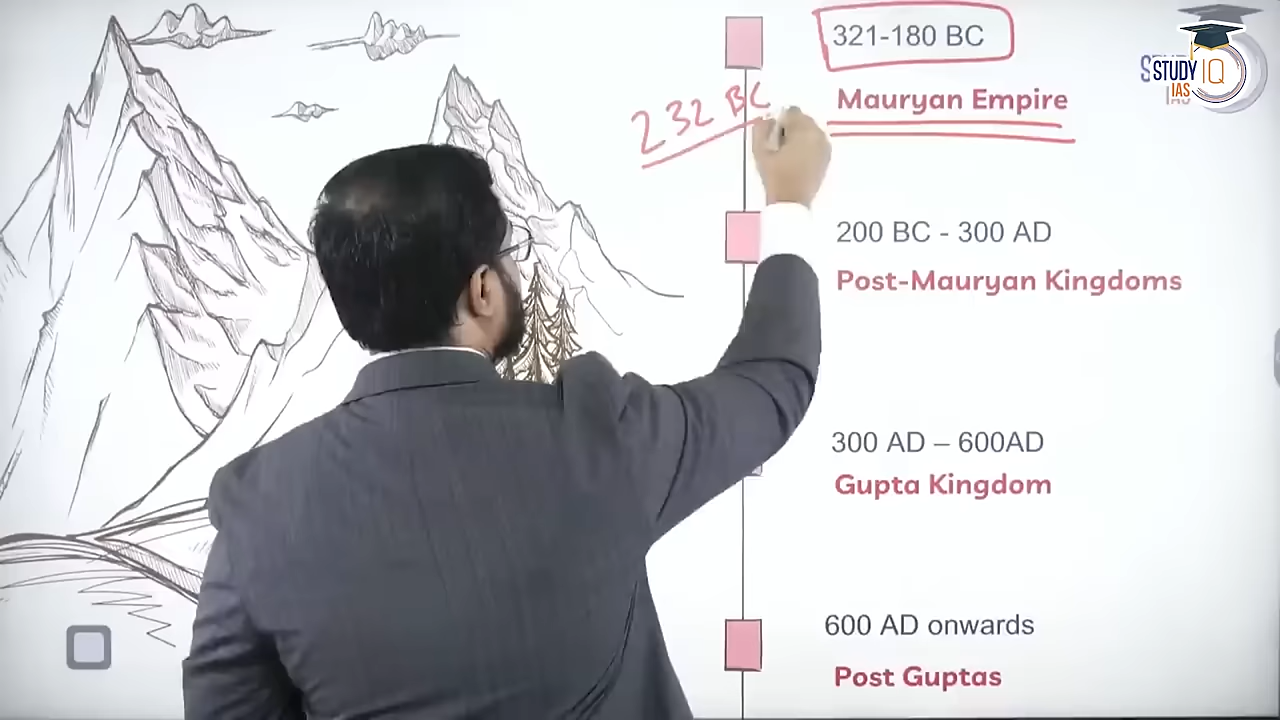 321-180 BC
Mauryan Empire
232 BC
200 BC - 300 AD
Post-Mauryan Kingdoms
300 AD – 600AD
Gupta Kingdom
600 AD onwards
Post Guptas
STUDY IQ
IAS